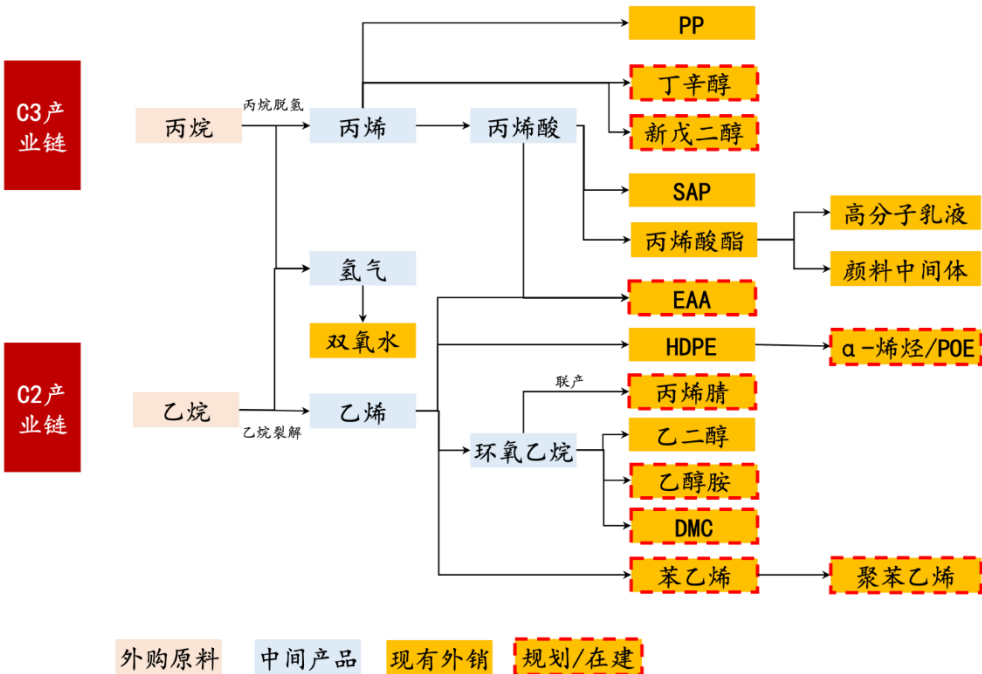 PP
C3产
业链
丙烷脱氢
丁辛醇
丙烷
丙烯
丙烯酸
新戊二醇
SAP
高分子乳液
丙烯酸酯
氢气
颜料中间体
EAA
双氧水
HDPE
α-烯烃/POE
C2产
业链
联产
丙烯腈
乙烷
乙烯
乙烷裂解
环氧乙烷
乙二醇
乙醇胺
DMC
苯乙烯
聚苯乙烯
外购原料
中间产品
现有外销
规划/在建